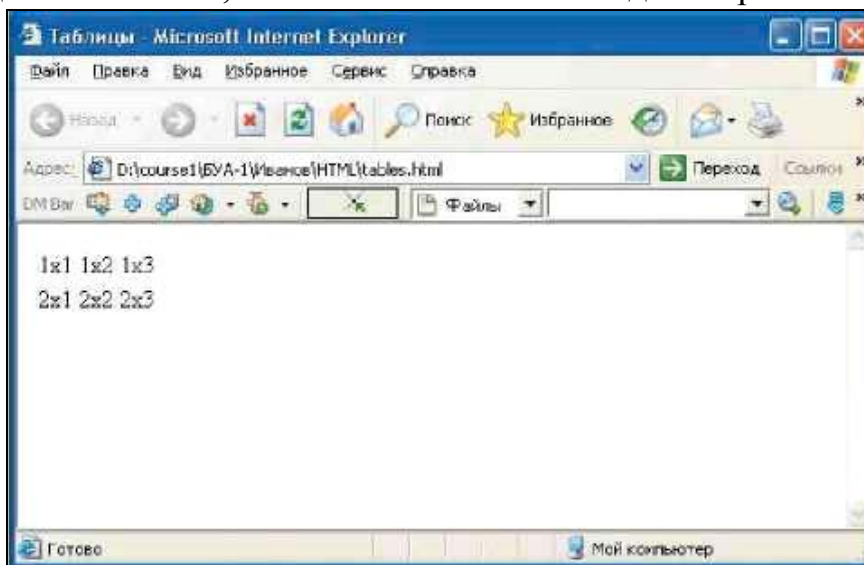 Таблицы - Microsoft Internet Explorer
Файл Правка Вид Избранное Сервис Справка
Назад Поиск Избранное
Адрес: D:\course1\БУА-1\Иванов\HTML\tables.html Переход Ссылки
DM Bar Файлы
1x1 1x2 1x3
2x1 2x2 2x3
Готово Мой компьютер